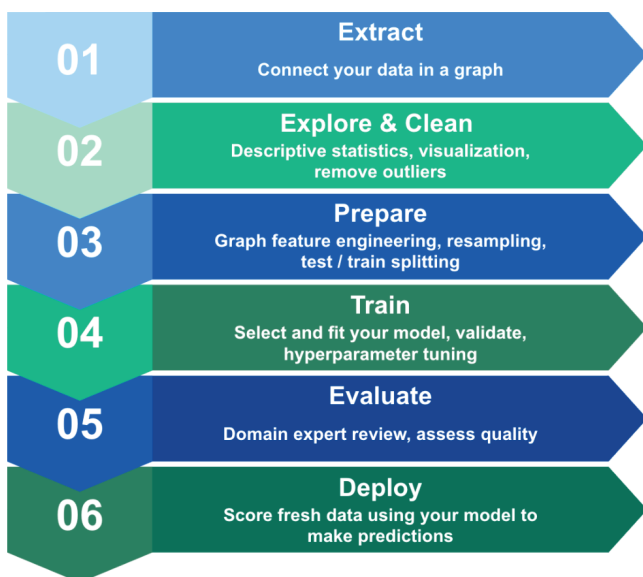 01
Extract
Connect your data in a graph
02
Explore & Clean
Descriptive statistics, visualization,
remove outliers
03
Prepare
Graph feature engineering, resampling,
test / train splitting
04
Train
Select and fit your model, validate,
hyperparameter tuning
05
Evaluate
Domain expert review, assess quality
06
Deploy
Score fresh data using your model to
make predictions